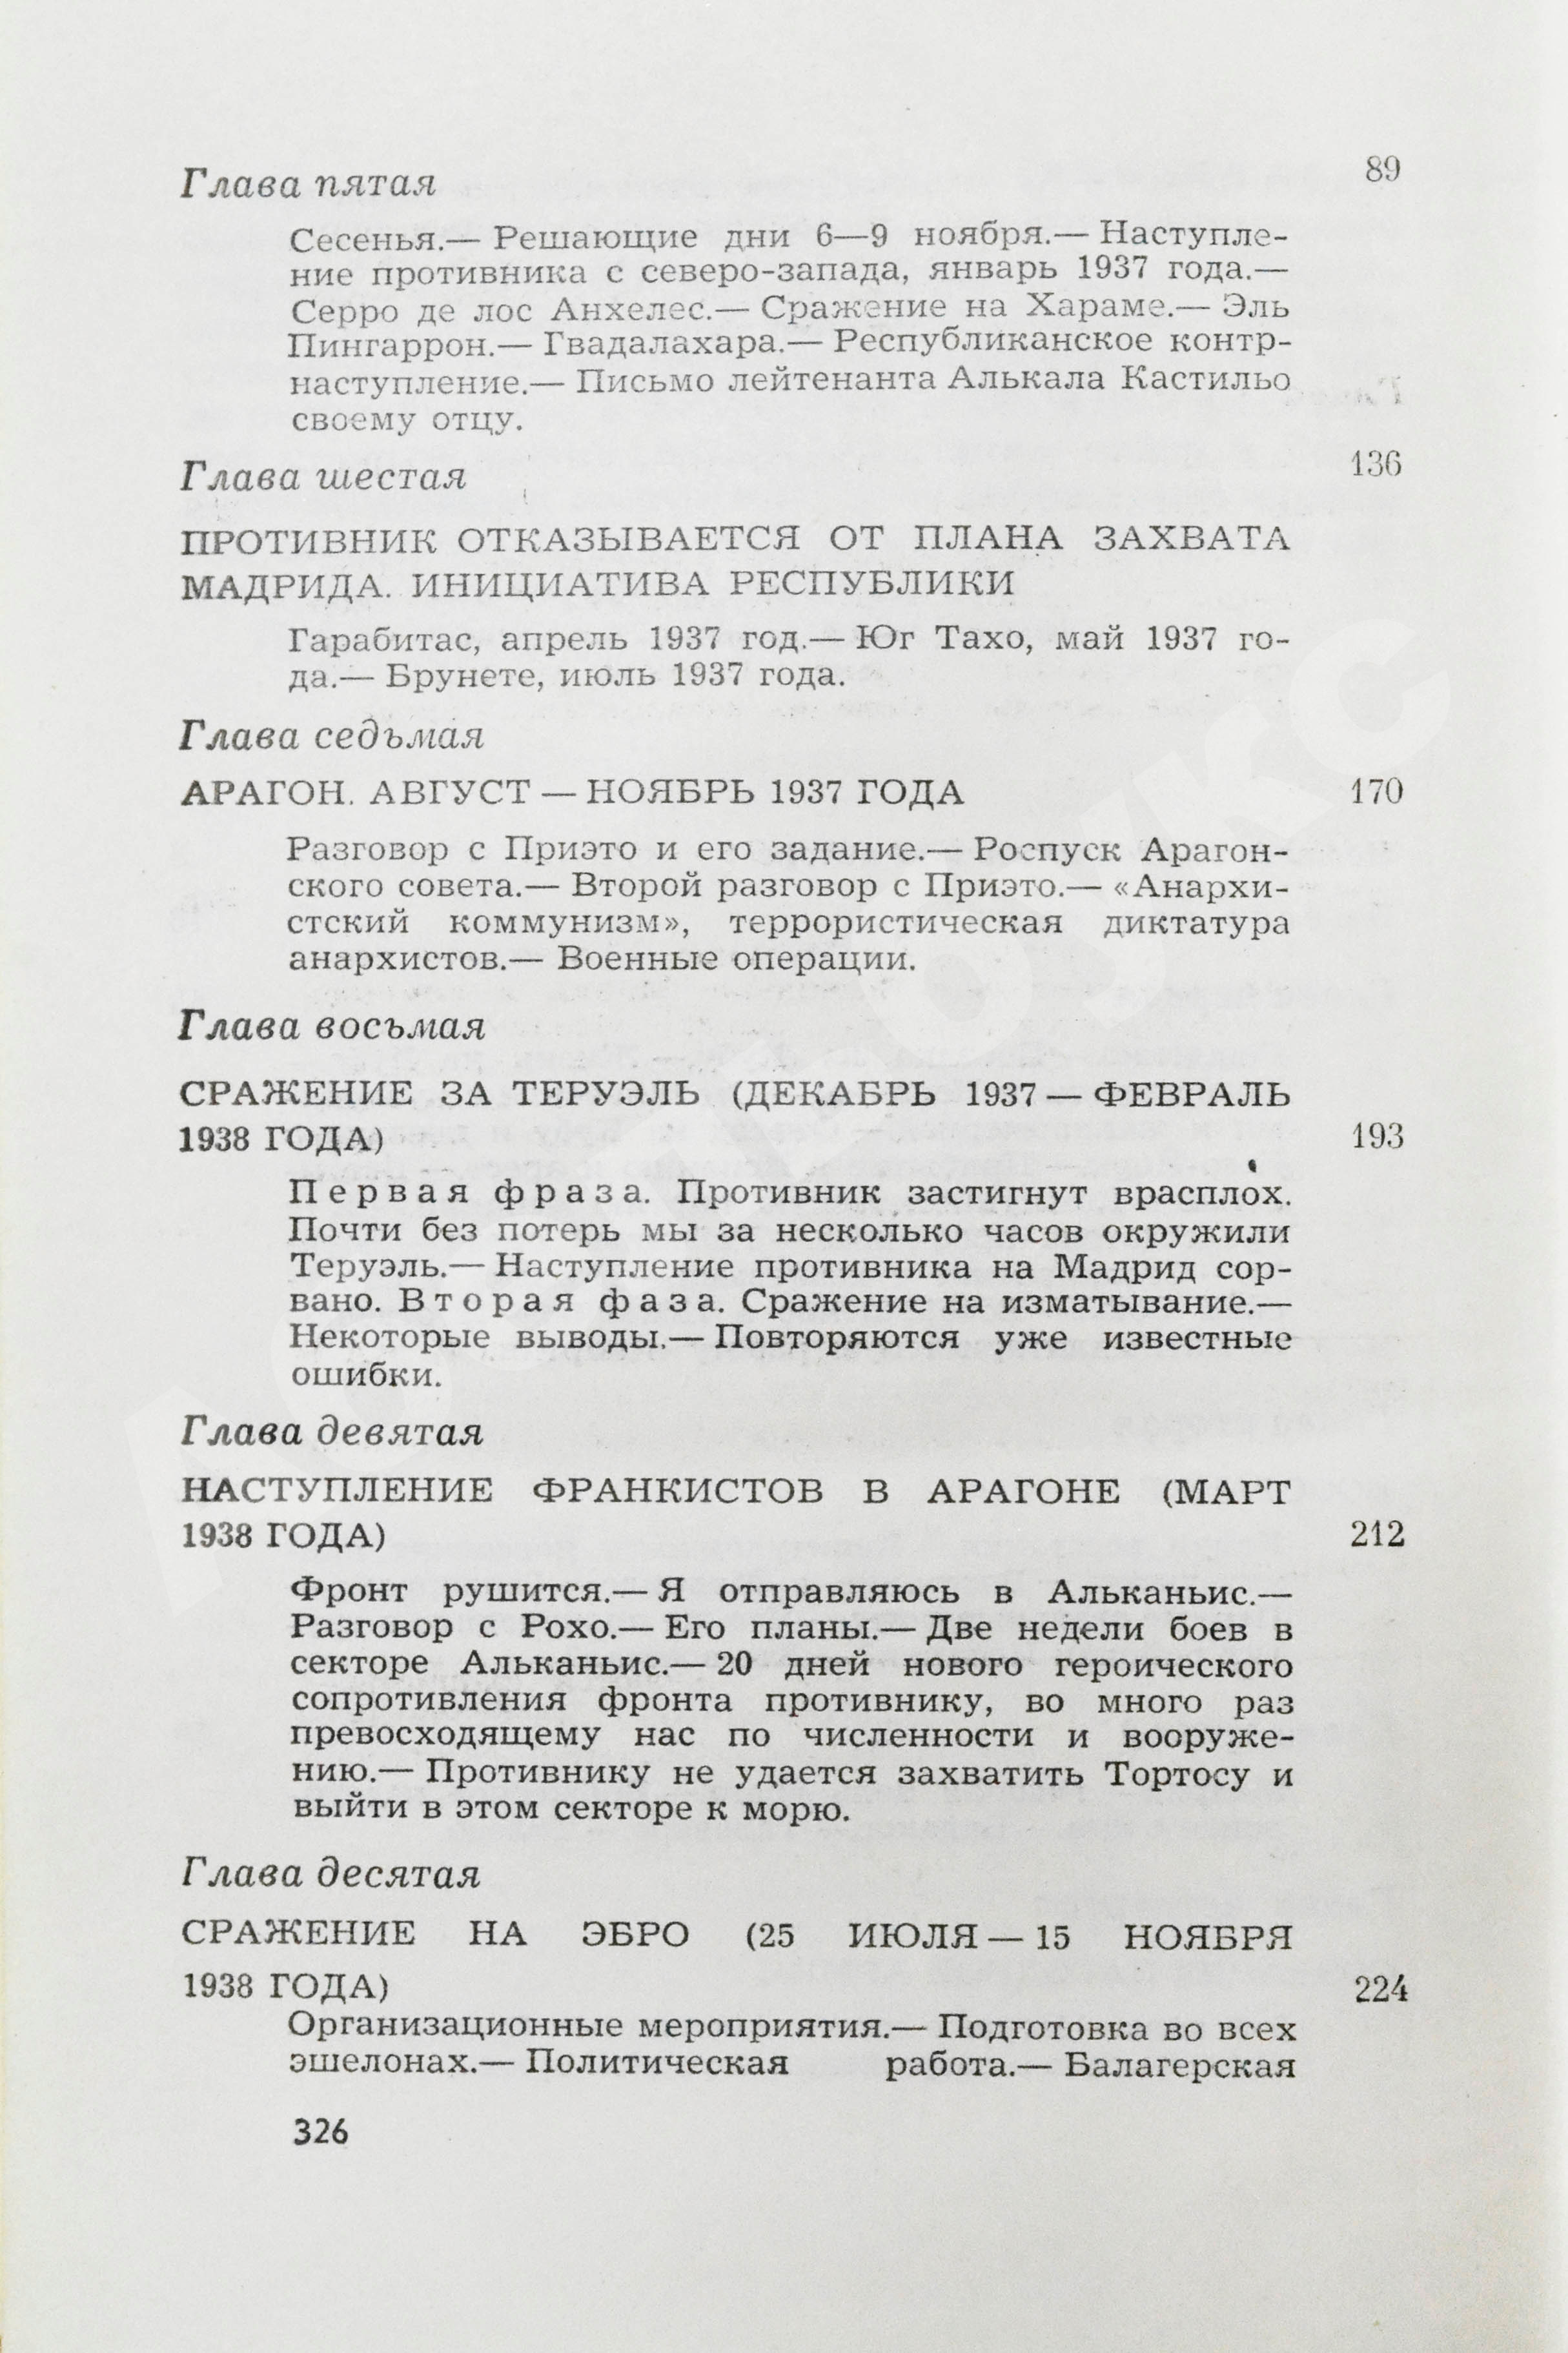 Глава пятая 89
Сесенья.— Решающие дни 6—9 ноября.— Наступле-
ние противника с северо-запада, январь 1937 года.—
Серро де лос Анхелес.— Сражение на Хараме.— Эль
Пингаррон.— Гвадалахара.— Республиканское контр-
наступление.— Письмо лейтенанта Алькала Кастильо
своему отцу.
Глава шестая 136
ПРОТИВНИК ОТКАЗЫВАЕТСЯ ОТ ПЛАНА ЗАХВАТА
МАДРИДА. ИНИЦИАТИВА РЕСПУБЛИКИ
Гарабитас, апрель 1937 год.— Юг Тахо, май 1937 го-
да.— Брунете, июль 1937 года.
Глава седьмая
АРАГОН. АВГУСТ — НОЯБРЬ 1937 ГОДА 170
Разговор с Приэто и его задание.— Роспуск Арагон-
ского совета.— Второй разговор с Приэто.— «Анархи-
стский коммунизм», террористическая диктатура
анархистов.— Военные операции.
Глава восьмая
СРАЖЕНИЕ ЗА ТЕРУЭЛЬ (ДЕКАБРЬ 1937 — ФЕВРАЛЬ
1938 ГОДА) 193
Первая фраза. Противник застигнут врасплох.
Почти без потерь мы за несколько часов окружили
Теруэль.— Наступление противника на Мадрид сор-
вано. Вторая фаза. Сражение на изматывание.—
Некоторые выводы.— Повторяются уже известные
ошибки.
Глава девятая
НАСТУПЛЕНИЕ ФРАНКИСТОВ В АРАГОНЕ (МАРТ
1938 ГОДА) 212
Фронт рушится.— Я отправляюсь в Альканьис.—
Разговор с Рохо.— Его планы.— Две недели боев в
секторе Альканьис.— 20 дней нового героического
сопротивления фронта противнику, во много раз
превосходящему нас по численности и вооруже-
нию.— Противнику не удается захватить Тортосу и
выйти в этом секторе к морю.
Глава десятая
СРАЖЕНИЕ НА ЭБРО (25 ИЮЛЯ — 15 НОЯБРЯ
1938 ГОДА) 224
Организационные мероприятия.— Подготовка во всех
эшелонах.— Политическая работа.— Балагерская
326